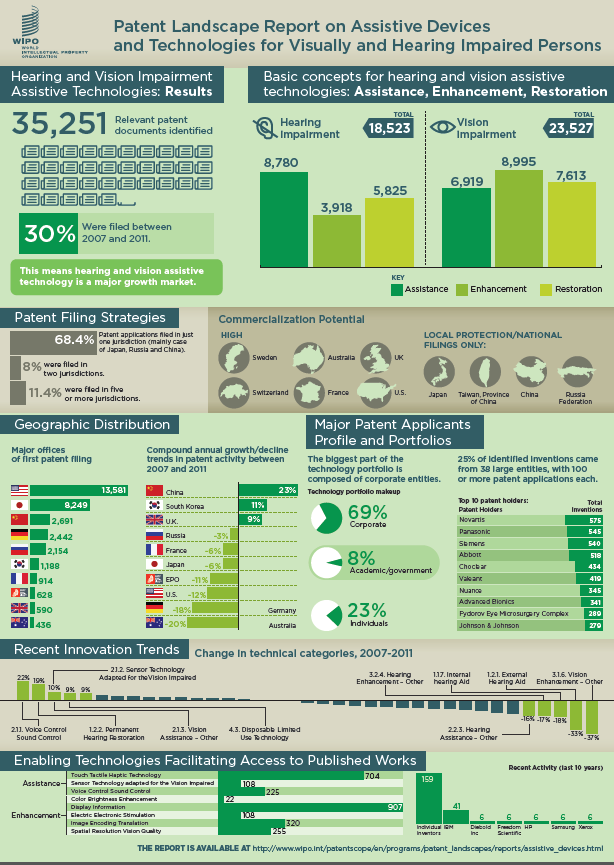 WIPO
WORLD
INTELLECTUAL PROPERTY
ORGANIZATION
Patent Landscape Report on Assistive Devices
and Technologies for Visually and Hearing Impaired Persons
Hearing and Vision Impairment
Assistive Technologies: Results
35,251
Relevant patent
documents identified
30%
Were filed between
2007 and 2011.
This means hearing and vision assistive
technology is a major growth market.
Basic concepts for hearing and vision assistive
technologies: Assistance, Enhancement, Restoration
Hearing
Impairment
TOTAL
18,523
Vision
Impairment
TOTAL
23,527
8,780
3,918
5,825
6,919
8,995
7,613
KEY
Assistance
Enhancement
Restoration
Patent Filing Strategies
68.4%
Patent applications filed in just
one jurisdiction (mainly case
of Japan, Russia and China).
8% were filed in
two jurisdictions.
11.4% were filed in five
or more jurisdictions.
Commercialization Potential
HIGH
Sweden
Australia
UK
Switzerland
France
U.S.
LOCAL PROTECTION/NATIONAL
FILINGS ONLY:
Japan
Taiwan, Province
of China
China
Russia
Federation
Geographic Distribution
Major offices
of first patent filing
13,581
8,249
2,691
2,442
2,154
1,188
914
628
590
436
Compound annual growth/decline
trends in patent activity between
2007 and 2011
China 23%
South Korea 11%
U.K. 9%
Russia -3%
France -6%
Japan -6%
EPO -11%
U.S. -12%
-18% Germany
-20% Australia
Major Patent Applicants
Profile and Portfolios
The biggest part of the
technology portfolio is
composed of corporate entities.
Technology portfolio makeup
69%
Corporate
8%
Academic/government
23%
Individuals
25% of identified inventions came
from 38 large entities, with 100
or more patent applications each.
Top 10 patent holders:
Patent Holders
Total
Inventions
Novartis 575
Panasonic 545
Siemens 540
Abbott 518
Choclear 434
Valeant 419
Nuance 345
Advanced Bionics 341
Fydorov Eye Microsurgery Complex 289
Johnson & Johnson 279
Recent Innovation Trends
Change in technical categories, 2007-2011
2.1.2. Sensor Technology
Adapted for the Vision Impaired
22%
19%
10%
9%
9%
2.1.1. Voice Control
Sound Control
1.2.2. Permanent
Hearing Restoration
2.1.3. Vision
Assistance – Other
4.3. Disposable Limited
Use Technology
3.2.4. Hearing
Enhancement – Other
1.1.7. Internal
hearing Aid
1.2.1. External
Hearing Aid
3.1.6. Vision
Enhancement – Other
2.2.3. Hearing
Assistance – Other
-16%
-17%
-18%
-33%
-37%
Enabling Technologies Facilitating Access to Published Works
Assistance
Touch Tactile Haptic Technology 704
Sensor Technology adapted for the Vision Impaired 108
Voice Control Sound Control 225
Color Brightness Enhancement 22
Enhancement
Display Information 907
Electric Electronic Stimulation 108
Image Encoding Translation 320
Spatial Resolution Vision Quality 255
Recent Activity (last 10 years)
159
41
6
6
6
6
6
Individual
Inventors
IBM
Diebold
Inc
Freedom
Scientific
HP
Samsung
Xerox
THE REPORT IS AVAILABLE AT http://www.wipo.int/patentscope/en/programs/patent_landscapes/reports/assistive_devices.html